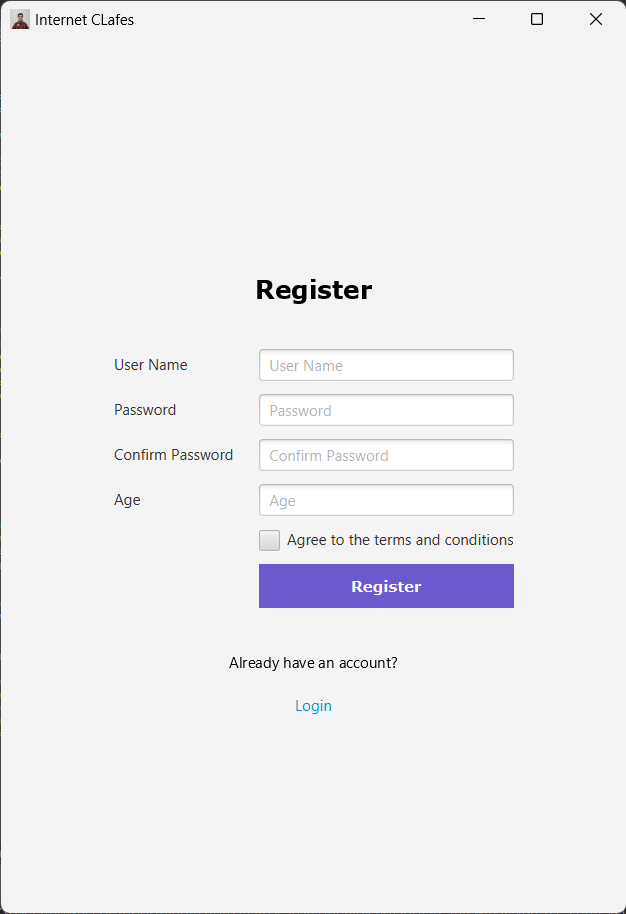 Internet CLafes
Register
User Name User Name
Password Password
Confirm Password Confirm Password
Age Age
Agree to the terms and conditions
Register
Already have an account?
Login